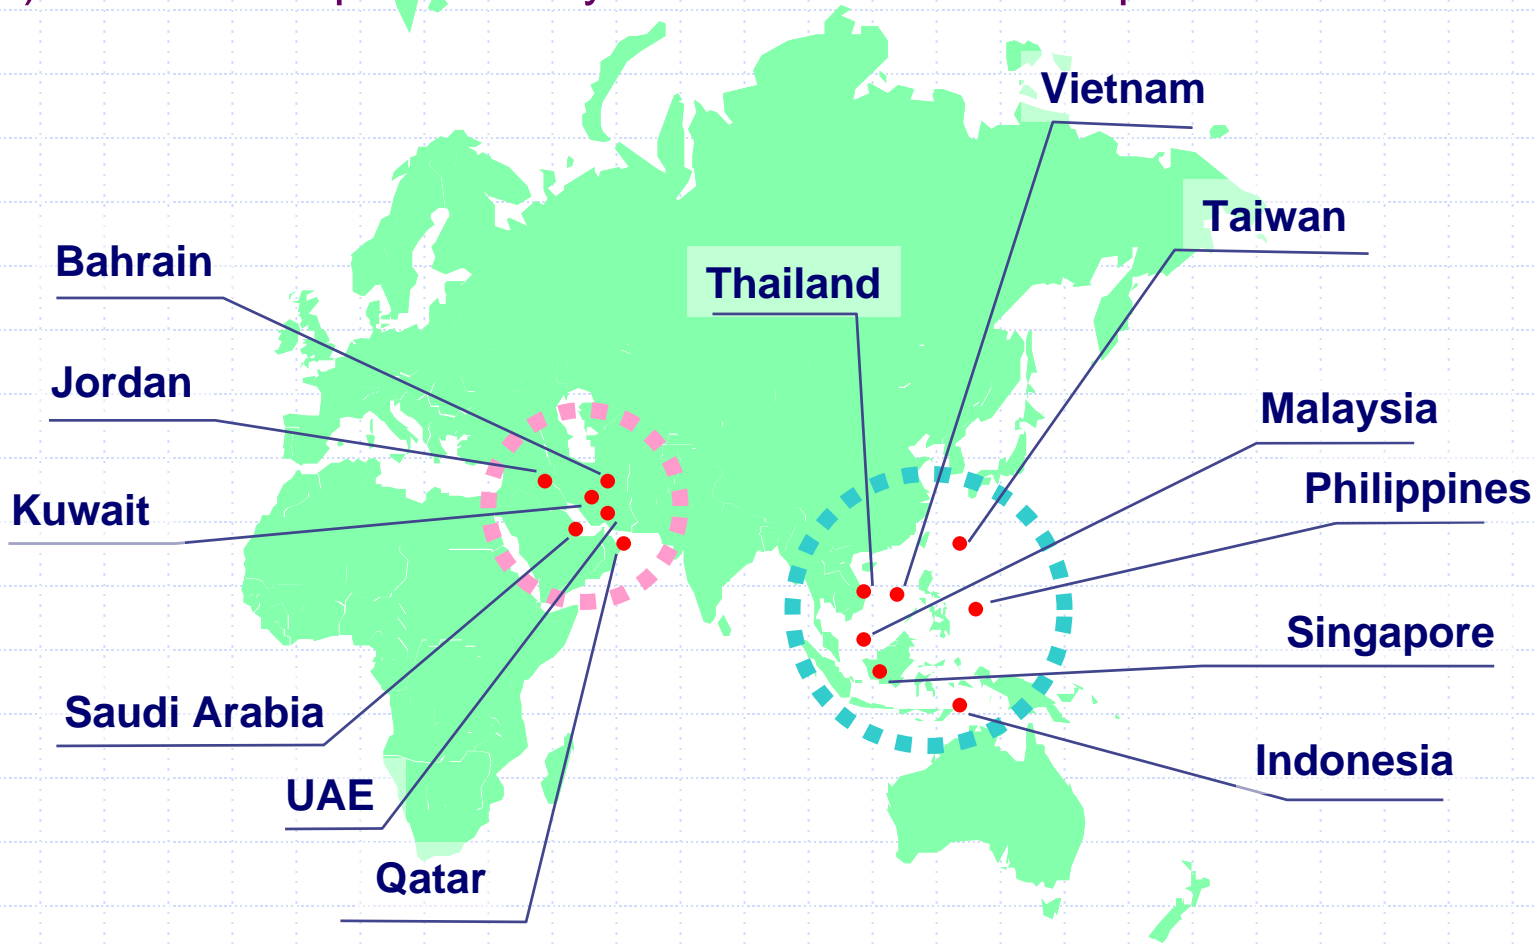 Vietnam
Taiwan
Bahrain
Thailand
Jordan
Malaysia
Philippines
Kuwait
Singapore
Saudi Arabia
Indonesia
UAE
Qatar